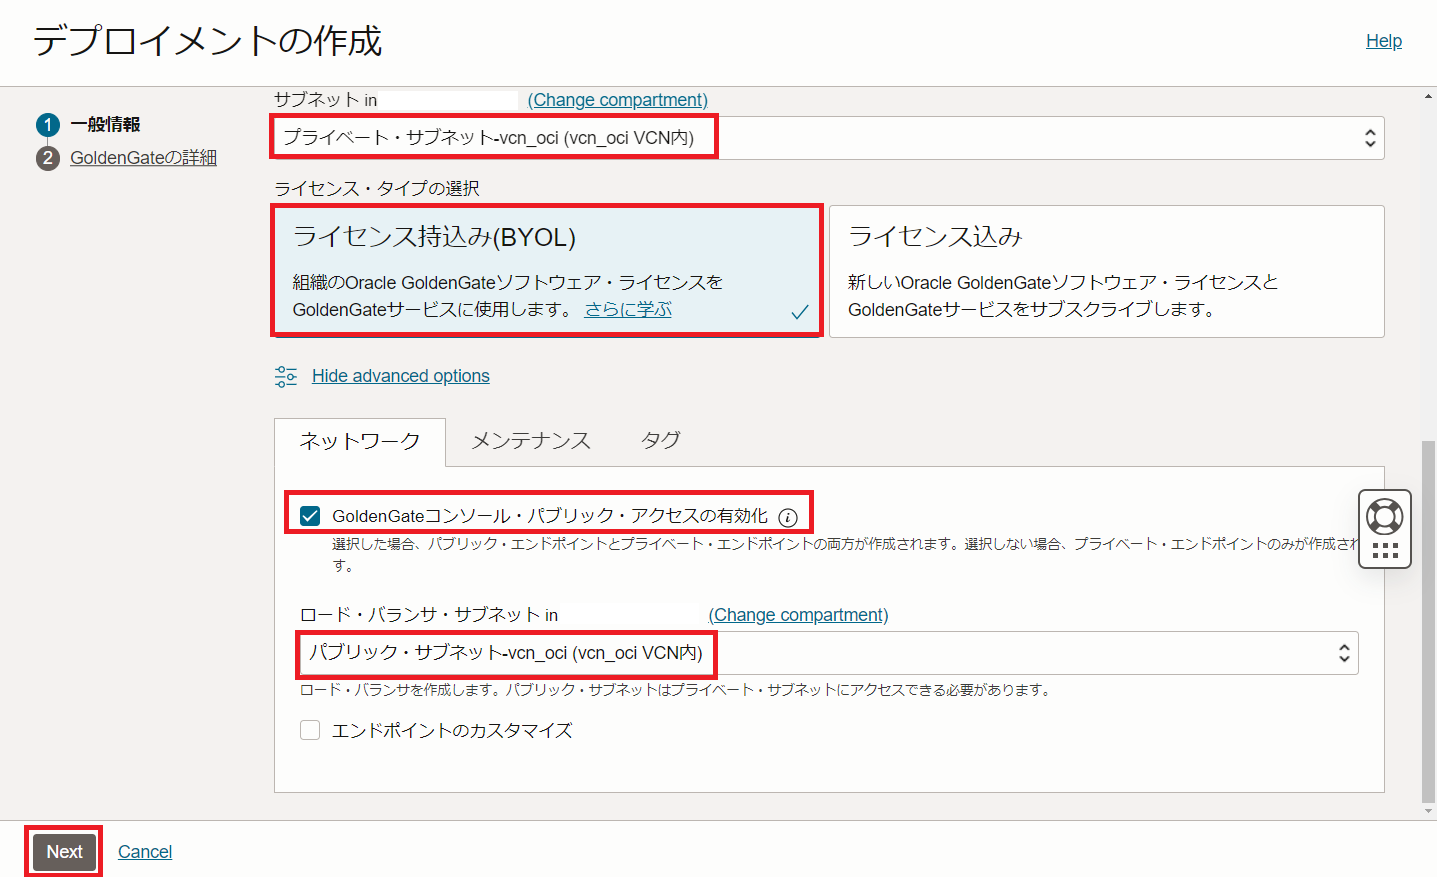 デプロイメントの作成
Help
1 一般情報
2 GoldenGateの詳細
サブネット in (Change compartment)
プライベート・サブネット-vcn_oci (vcn_oci VCN内)
ライセンス・タイプの選択
ライセンス持込み(BYOL)
組織のOracle GoldenGateソフトウェア・ライセンスを
GoldenGateサービスに使用します。 さらに学ぶ
ライセンス込み
新しいOracle GoldenGateソフトウェア・ライセンスと
GoldenGateサービスをサブスクライブします。
Hide advanced options
ネットワーク メンテナンス タグ
GoldenGateコンソール・パブリック・アクセスの有効化
選択した場合、パブリック・エンドポイントとプライベート・エンドポイントの両方が作成されます。選択しない場合、プライベート・エンドポイントのみが作成され
す。
ロード・バランサ・サブネット in (Change compartment)
パブリック・サブネット-vcn_oci (vcn_oci VCN内)
ロード・バランサを作成します。パブリック・サブネットはプライベート・サブネットにアクセスできる必要があります。
エンドポイントのカスタマイズ
Next Cancel